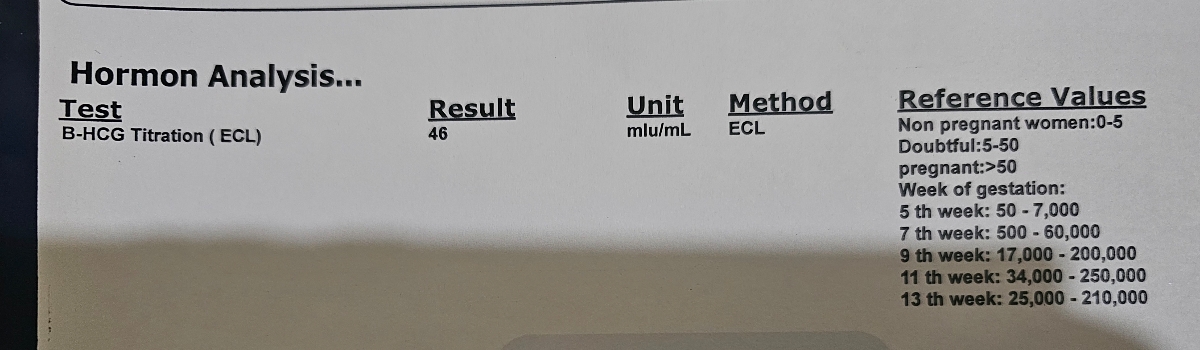 Hormon Analysis...
Test Result Unit Method Reference Values
B-HCG Titration ( ECL) 46 mlu/mL ECL Non pregnant women:0-5
Doubtful:5-50
pregnant:>50
Week of gestation:
5 th week: 50 - 7,000
7 th week: 500 - 60,000
9 th week: 17,000 - 200,000
11 th week: 34,000 - 250,000
13 th week: 25,000 - 210,000